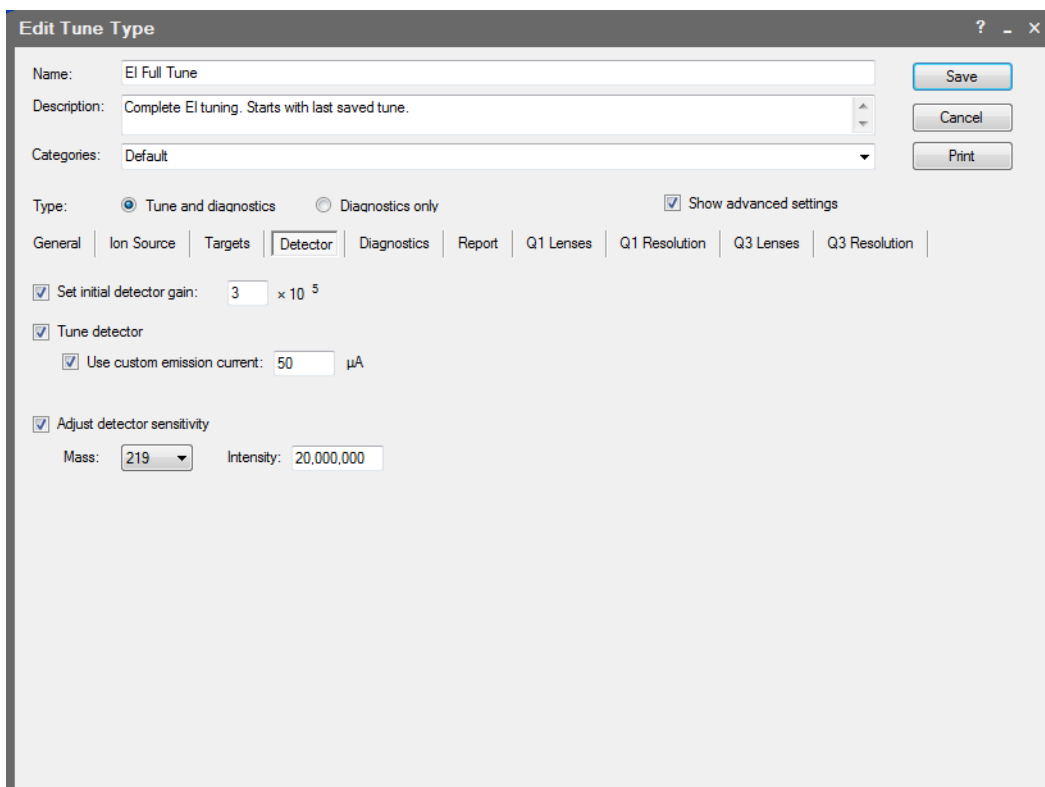 Edit Tune Type ? _ ×
Name: EI Full Tune Save
Description: Complete EI tuning. Starts with last saved tune. Cancel
Categories: Default Print
Type: Tune and diagnostics Diagnostics only Show advanced settings
General Ion Source Targets Detector Diagnostics Report Q1 Lenses Q1 Resolution Q3 Lenses Q3 Resolution
Set initial detector gain: 3 × 10 5
Tune detector
Use custom emission current: 50 µA
Adjust detector sensitivity
Mass: 219 Intensity: 20,000,000